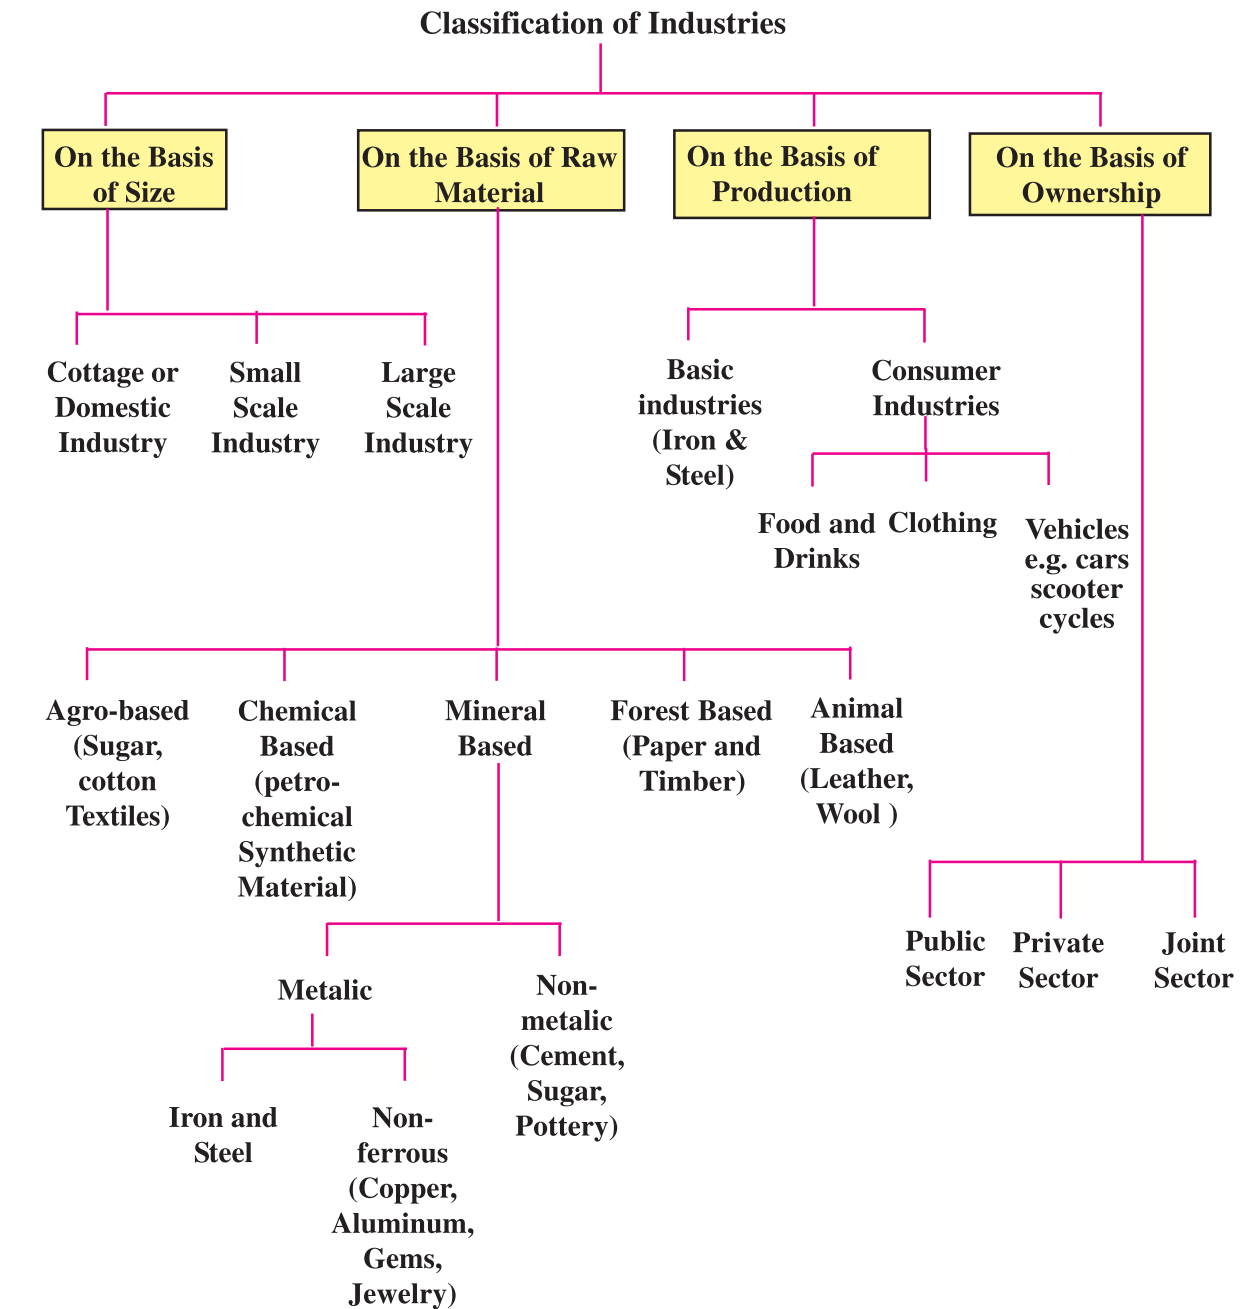 Classification of Industries
On the Basis
of Size
On the Basis of Raw
Material
On the Basis of
Production
On the Basis of
Ownership
Cottage or
Domestic
Industry
Small
Scale
Industry
Large
Scale
Industry
Basic
industries
(Iron &
Steel)
Consumer
Industries
Food and
Drinks
Clothing
Vehicles
e.g. cars
scooter
cycles
Agro-based
(Sugar,
cotton
Textiles)
Chemical
Based
(petro-
chemical
Synthetic
Material)
Mineral
Based
Forest Based
(Paper and
Timber)
Animal
Based
(Leather,
Wool )
Metalic
Non-
metalic
(Cement,
Sugar,
Pottery)
Iron and
Steel
Non-
ferrous
(Copper,
Aluminum,
Gems,
Jewelry)
Public
Sector
Private
Sector
Joint
Sector